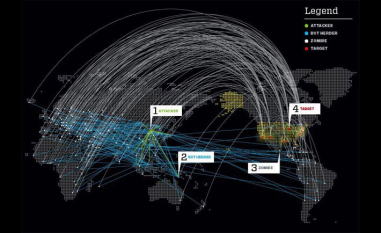 Legend
ATTACKER
BOT HERDER
ZOMBIE
TARGET
4 TARGET
1 ATTACKER
2 BOT HERDER
3 ZOMBIE